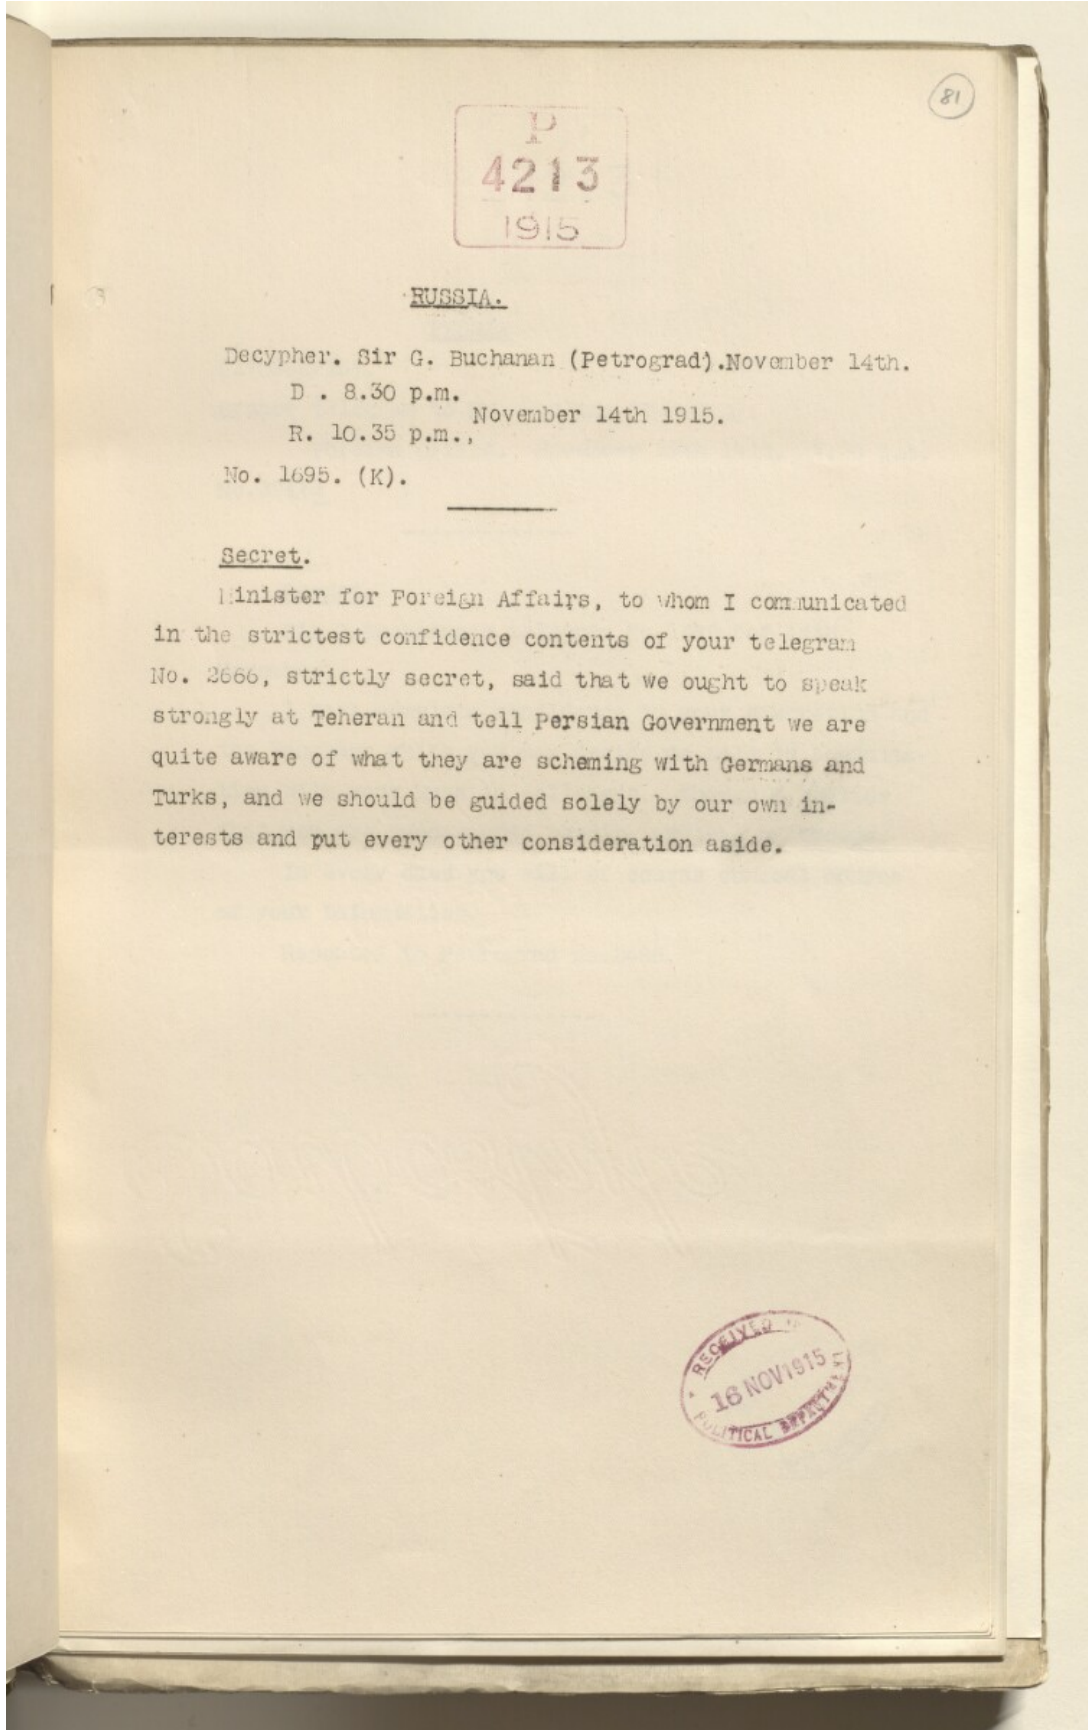 81
P
4213
1915
RUSSIA.
Decypher. Sir G. Buchanan (Petrograd).November 14th.
D . 8.30 p.m.
November 14th 1915.
R. 10.35 p.m.,
No. 1695. (K).
Secret.
Minister for Foreign Affairs, to whom I communicated
in the strictest confidence contents of your telegram
No. 2666, strictly secret, said that we ought to speak
strongly at Teheran and tell Persian Government we are
quite aware of what they are scheming with Germans and
Turks, and we should be guided solely by our own in-
terests and put every other consideration aside.
RECEIVED
16 NOV 1915
POLITICAL DEPARTMENT